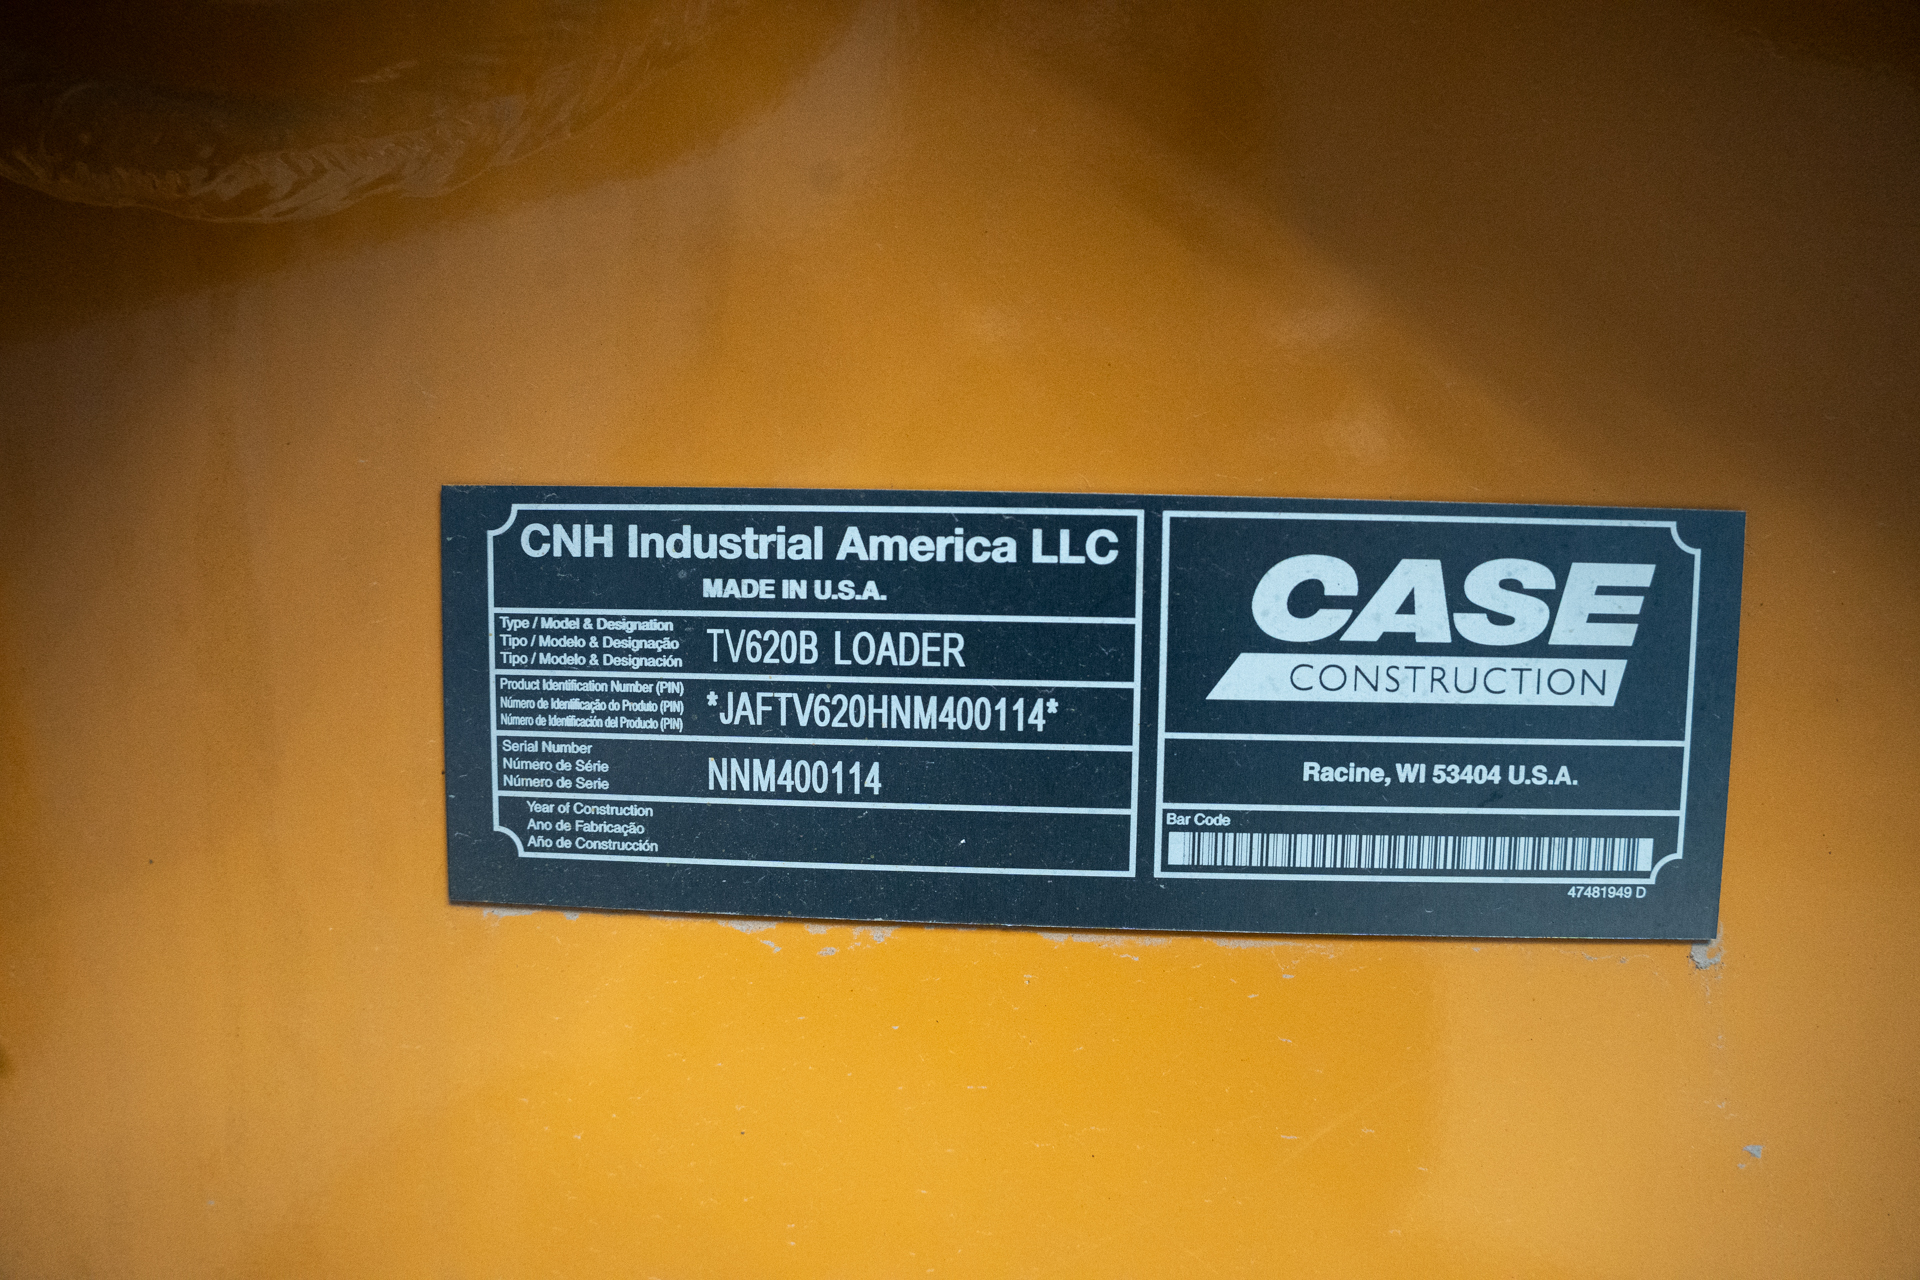 CNH Industrial America LLC
MADE IN U.S.A.
Type / Model & Designation
Tipo / Modelo & Designação
Tipo / Modelo & Designación
TV620B LOADER
Product Identification Number (PIN)
Número de Identificação do Produto (PIN)
Número de Identificación del Producto (PIN)
*JAFTV620HNM400114*
Serial Number
Número de Série
Número de Serie
NNM400114
Year of Construction
Ano de Fabricação
Año de Construcción
CASE
CONSTRUCTION
Racine, WI 53404 U.S.A.
Bar Code
47481949 D